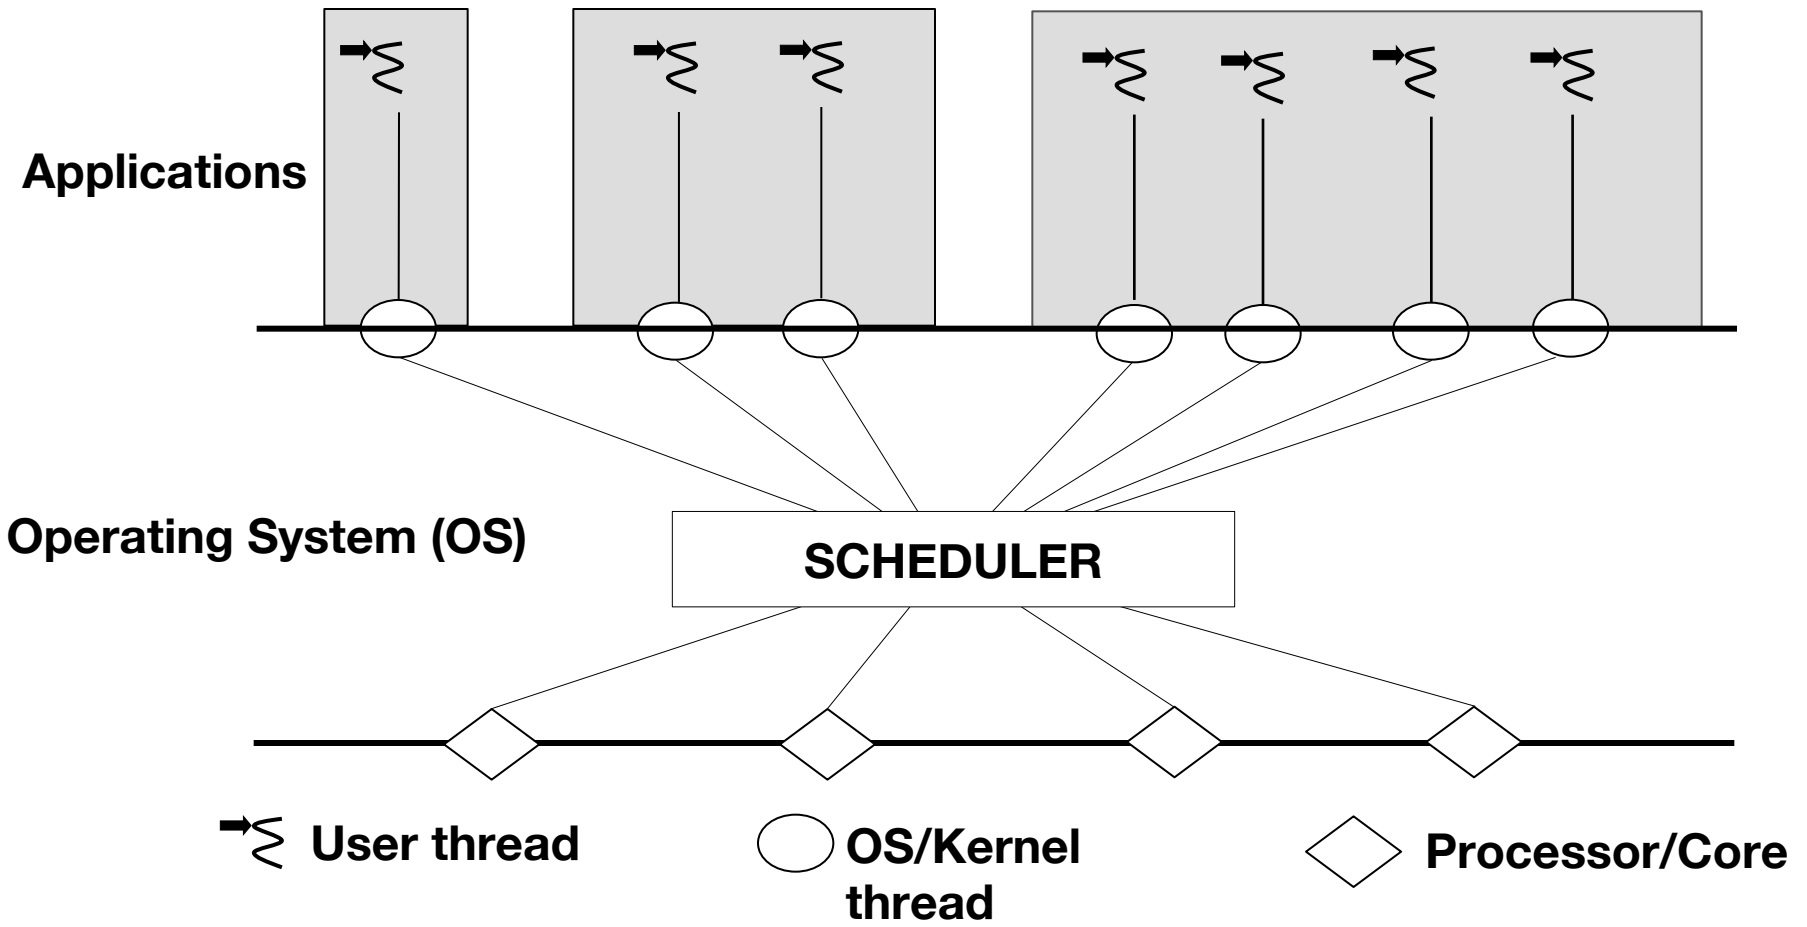 Applications
Operating System (OS)
SCHEDULER
User thread
OS/Kernel
thread
Processor/Core